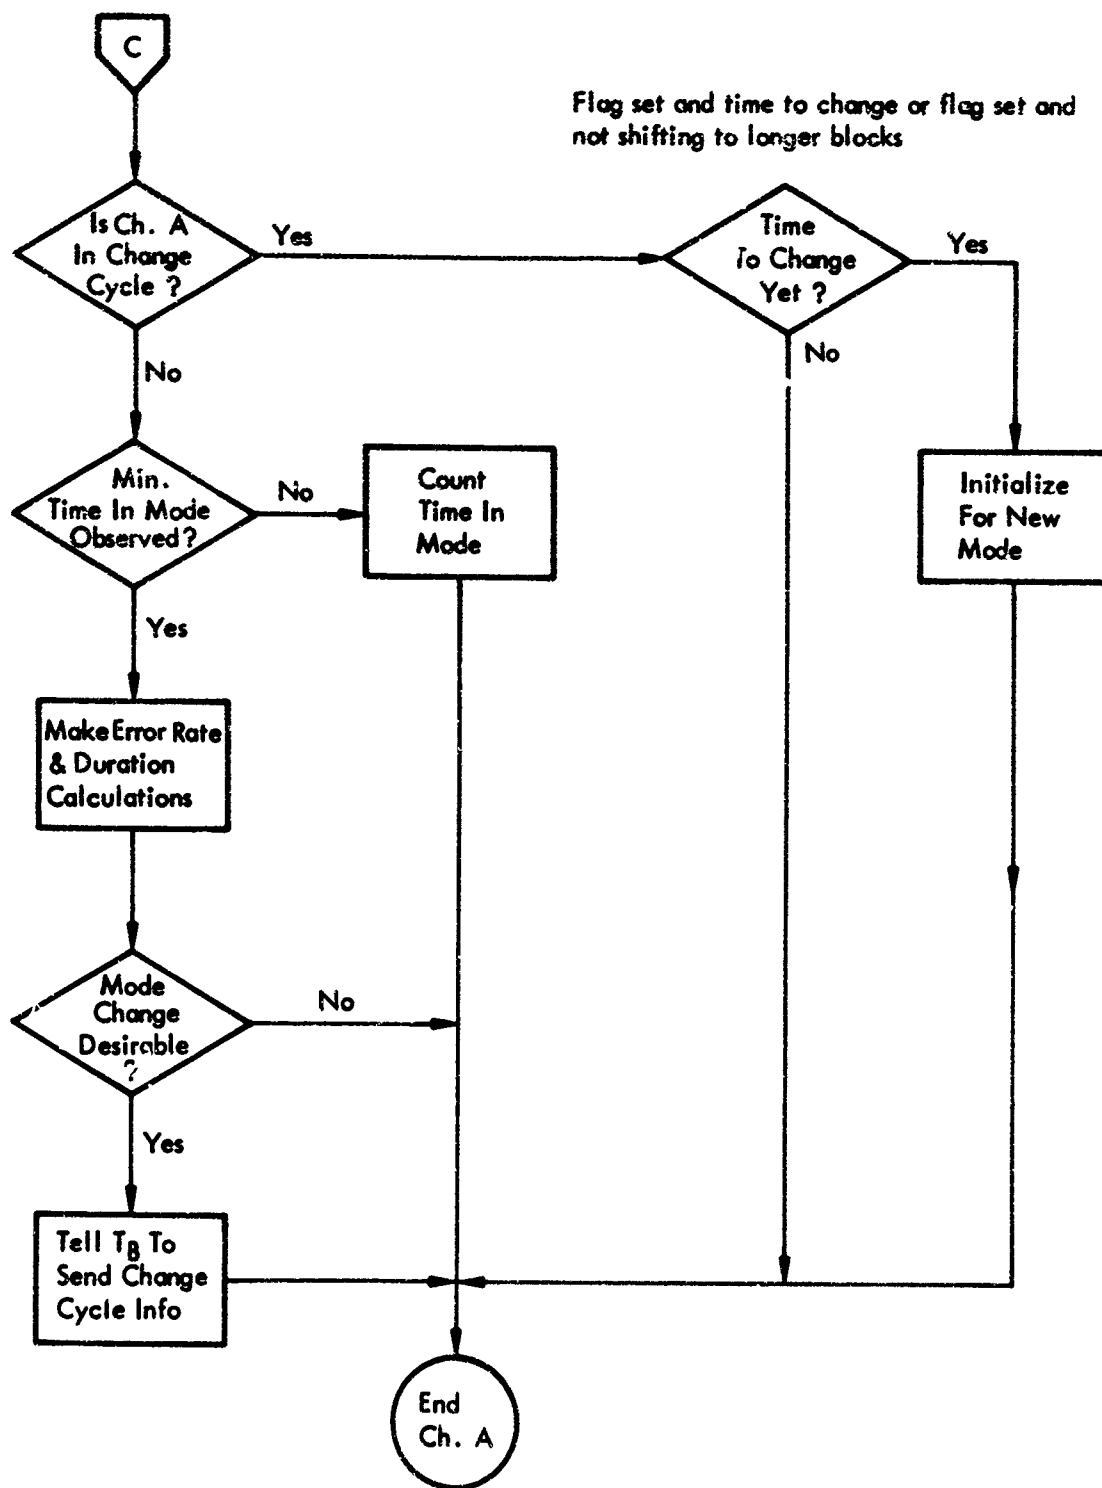 C
Flag set and time to change or flag set and
not shifting to longer blocks
Is Ch. A
In Change
Cycle ?
Yes
Time
To Change
Yet ?
Yes
No
No
Min.
Time In Mode
Observed?
No
Count
Time In
Mode
Initialize
For New
Mode
Yes
Make Error Rate
& Duration
Calculations
Mode
Change
Desirable
?
No
Yes
Tell TB To
Send Change
Cycle Info
End
Ch. A